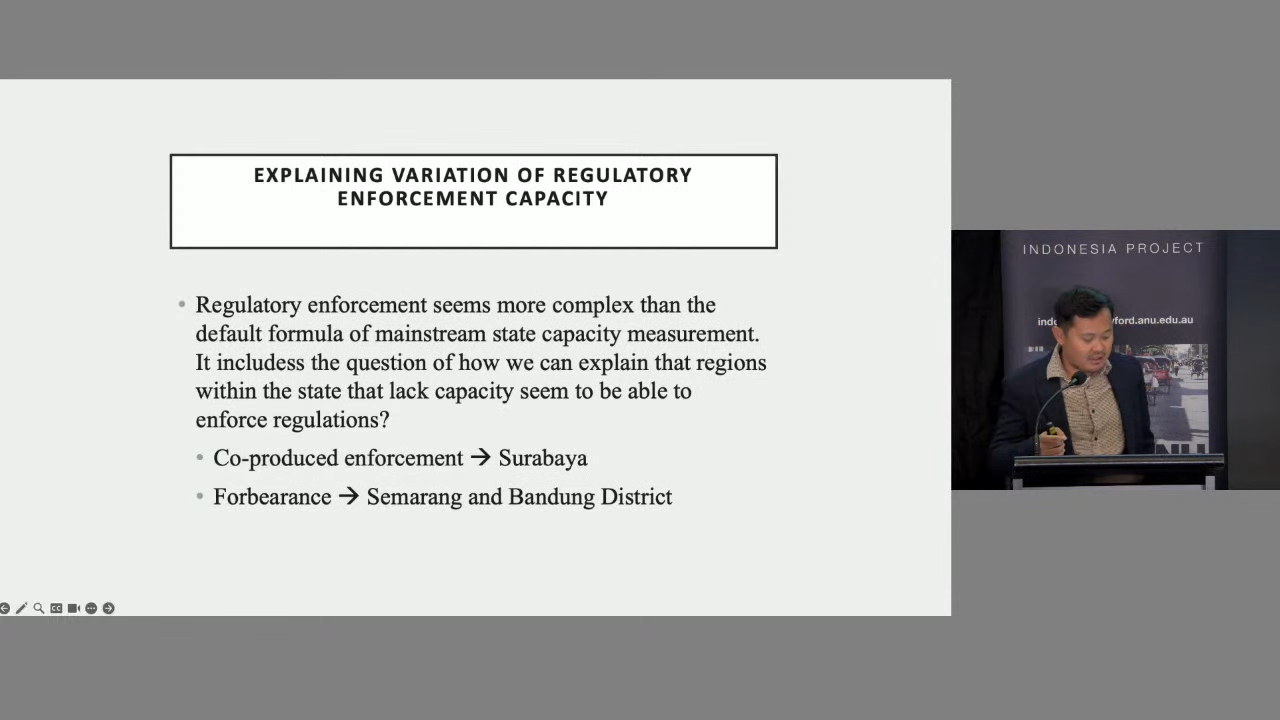 EXPLAINING VARIATION OF REGULATORY
ENFORCEMENT CAPACITY
• Regulatory enforcement seems more complex than the
default formula of mainstream state capacity measurement.
It includess the question of how we can explain that regions
within the state that lack capacity seem to be able to
enforce regulations?
• Co-produced enforcement → Surabaya
• Forbearance → Semarang and Bandung District
INDONESIA PROJECT